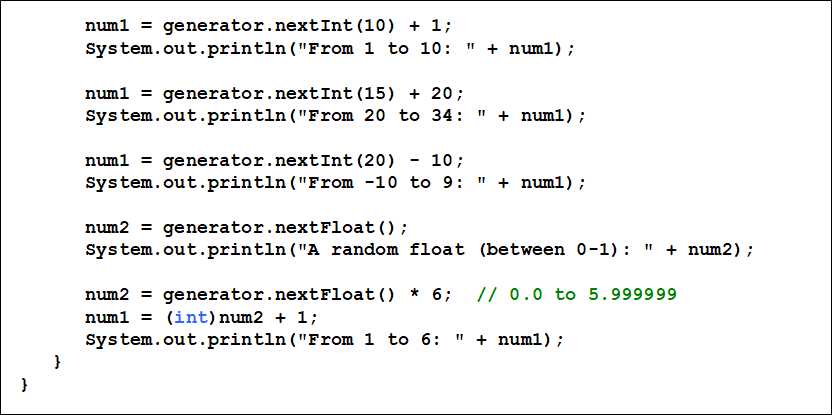 num1 = generator.nextInt(10) + 1;
System.out.println("From 1 to 10: " + num1);
num1 = generator.nextInt(15) + 20;
System.out.println("From 20 to 34: " + num1);
num1 = generator.nextInt(20) - 10;
System.out.println("From -10 to 9: " + num1);
num2 = generator.nextFloat();
System.out.println("A random float (between 0-1): " + num2);
num2 = generator.nextFloat() * 6;  // 0.0 to 5.999999
num1 = (int)num2 + 1;
System.out.println("From 1 to 6: " + num1);
}
}